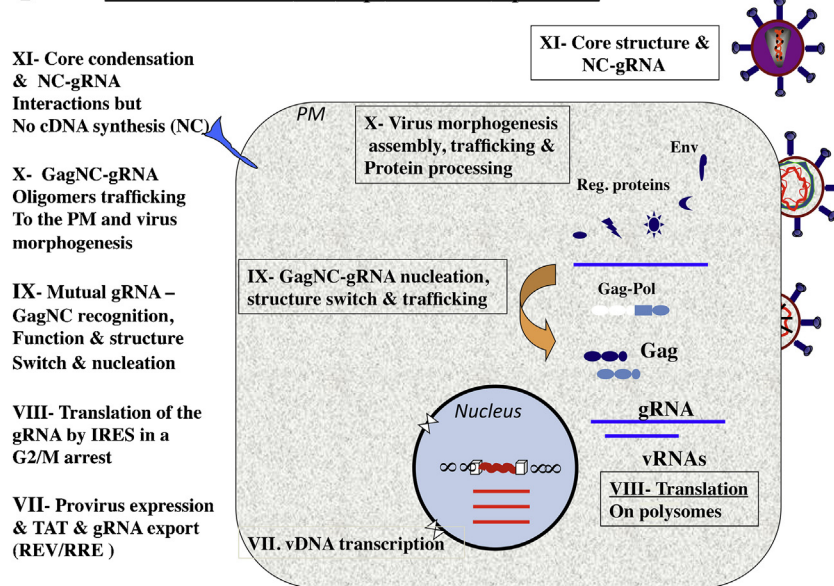 XI- Core condensation
& NC-gRNA
Interactions but
No cDNA synthesis (NC)
X- GagNC-gRNA
Oligomers trafficking
To the PM and virus
morphogenesis
IX- Mutual gRNA –
GagNC recognition,
Function & structure
Switch & nucleation
VIII- Translation of the
gRNA by IRES in a
G2/M arrest
VII- Provirus expression
& TAT & gRNA export
(REV/RRE )
XI- Core structure &
NC-gRNA
PM
X- Virus morphogenesis
assembly, trafficking &
Protein processing
Env
Reg. proteins
IX- GagNC-gRNA nucleation,
structure switch & trafficking
Gag-Pol
Gag
gRNA
vRNAs
Nucleus
VIII- Translation
On polysomes
VII. vDNA transcription